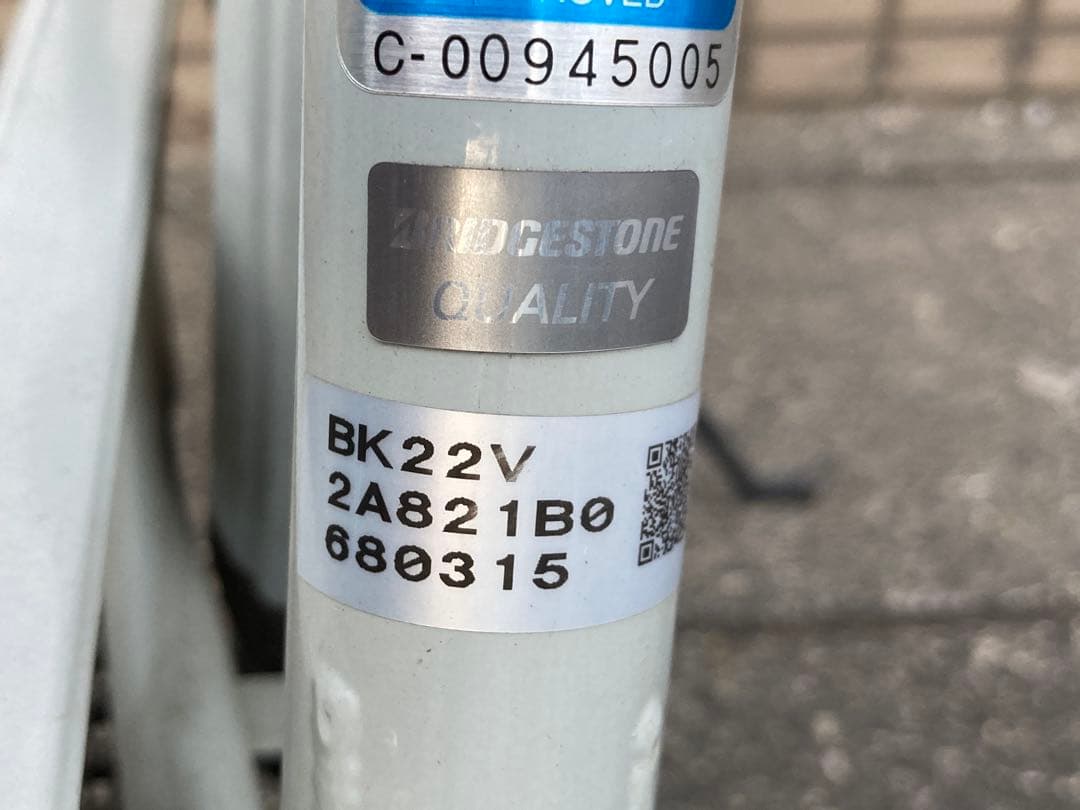 C-00945005
BRIDGESTONE
QUALITY
BK22V
2A821B0
680315